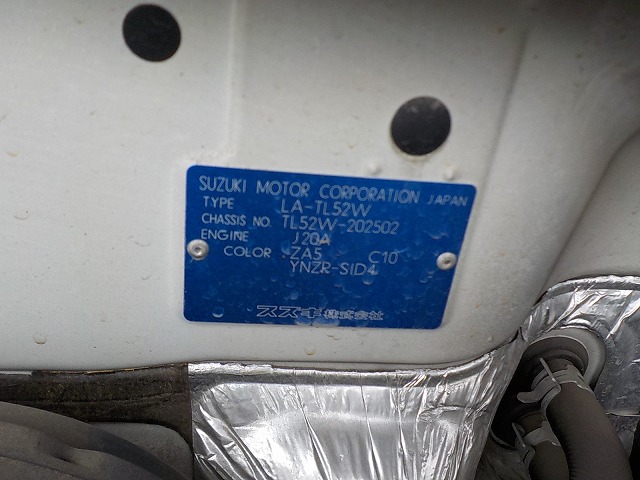 SUZUKI MOTOR CORPORATION JAPAN
TYPE LA-TL52W
CHASSIS NO. TL52W-202502
ENGINE J20A
COLOR ZA5 C10
YNZR-SID4
スズキ株式会社